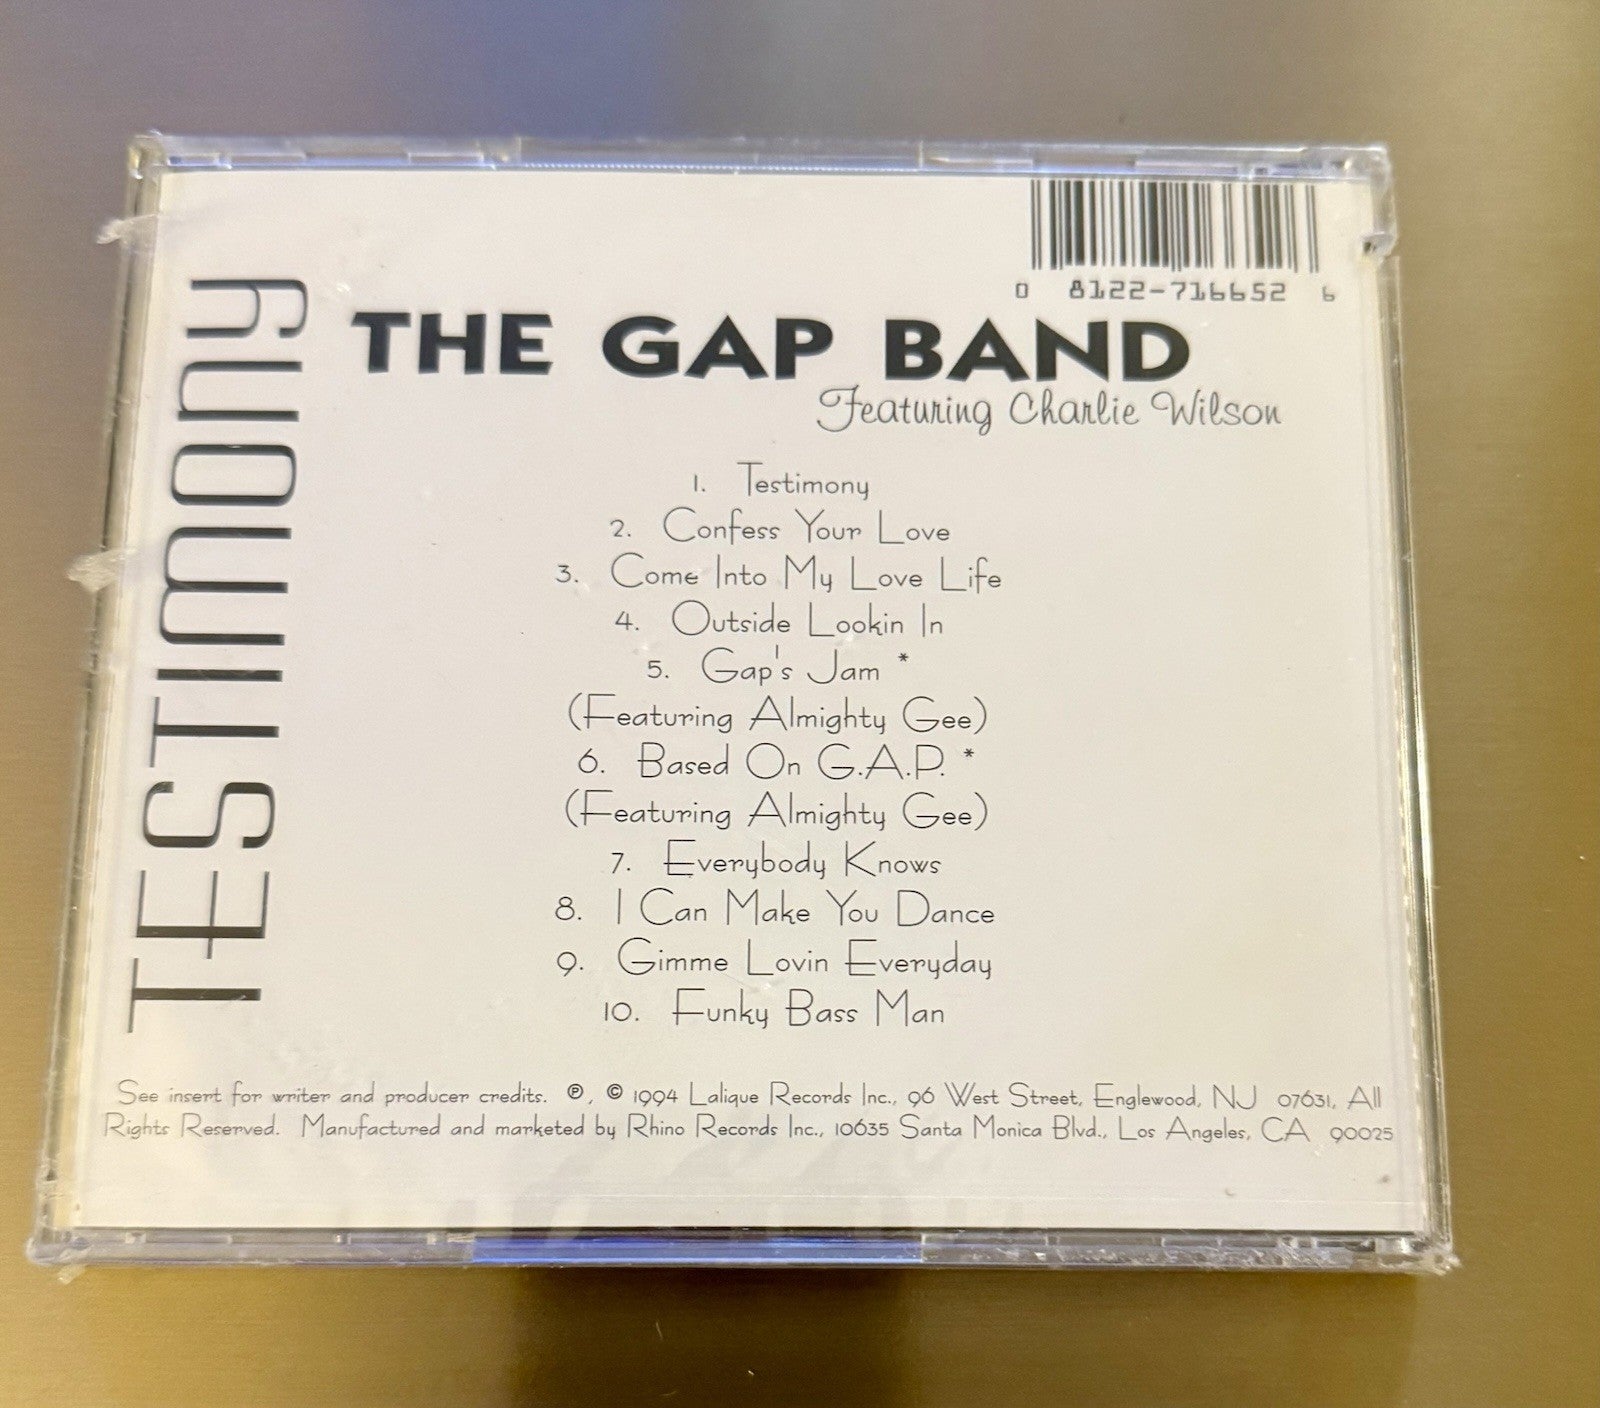 TESTIMONY
0 8122-716652 6
THE GAP BAND
Featuring Charlie Wilson
1. Testimony
2. Confess Your Love
3. Come Into My Love Life
4. Outside Lookin In
5. Gap's Jam *
(Featuring Almighty Gee)
6. Based On G.A.P. *
(Featuring Almighty Gee)
7. Everybody Knows
8. I Can Make You Dance
9. Gimme Lovin Everyday
10. Funky Bass Man
See insert for writer and producer credits. ℗, © 1994 Lalique Records Inc., 96 West Street, Englewood, NJ 07631, All
Rights Reserved. Manufactured and marketed by Rhino Records Inc., 10635 Santa Monica Blvd., Los Angeles, CA 90025